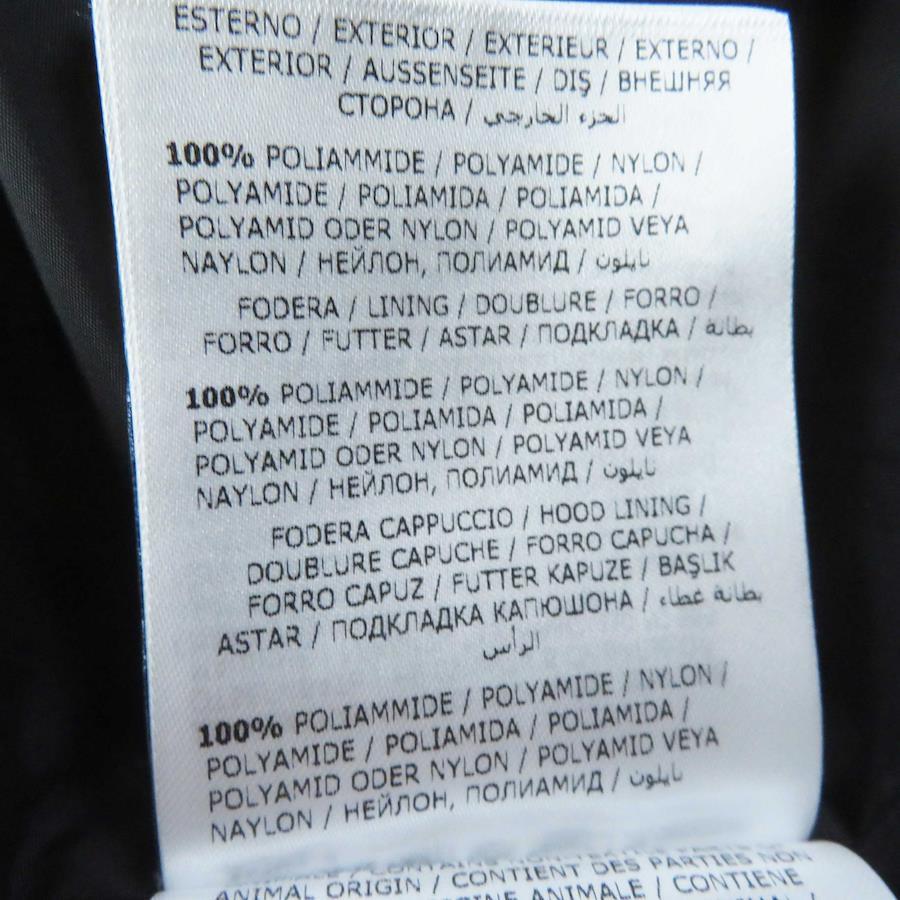 ESTERNO / EXTERIOR / EXTERIEUR / EXTERNO /
EXTERIOR / AUSSENSEITE / DIŞ / ВНЕШНЯЯ
СТОРОНА / الجزء الخارجي
100% POLIAMMIDE / POLYAMIDE / NYLON /
POLYAMIDE / POLIAMIDA / POLIAMIDA /
POLYAMID ODER NYLON / POLYAMID VEYA
NAYLON / НЕЙЛОН, ПОЛИАМИД / نايلون
FODERA / LINING / DOUBLURE / FORRO /
FORRO / FUTTER / ASTAR / ПОДКЛАДКА / بطانة
100% POLIAMMIDE / POLYAMIDE / NYLON /
POLYAMIDE / POLIAMIDA / POLIAMIDA /
POLYAMID ODER NYLON / POLYAMID VEYA
NAYLON / НЕЙЛОН, ПОЛИАМИД / نايلون
FODERA CAPPUCCIO / HOOD LINING /
DOUBLURE CAPUCHE / FORRO CAPUCHA /
FORRO CAPUZ / FUTTER KAPUZE / BAŞLIK
ASTAR / ПОДКЛАДКА КАПЮШОНА / بطانة غطاء
الرأس
100% POLIAMMIDE / POLYAMIDE / NYLON /
POLYAMIDE / POLIAMIDA / POLIAMIDA /
POLYAMID ODER NYLON / POLYAMID VEYA
NAYLON / НЕЙЛОН, ПОЛИАМИД / نايلون
ANIMAL ORIGIN / CONTIENT DES PARTIES NON
ANIMALE / CONTIENE